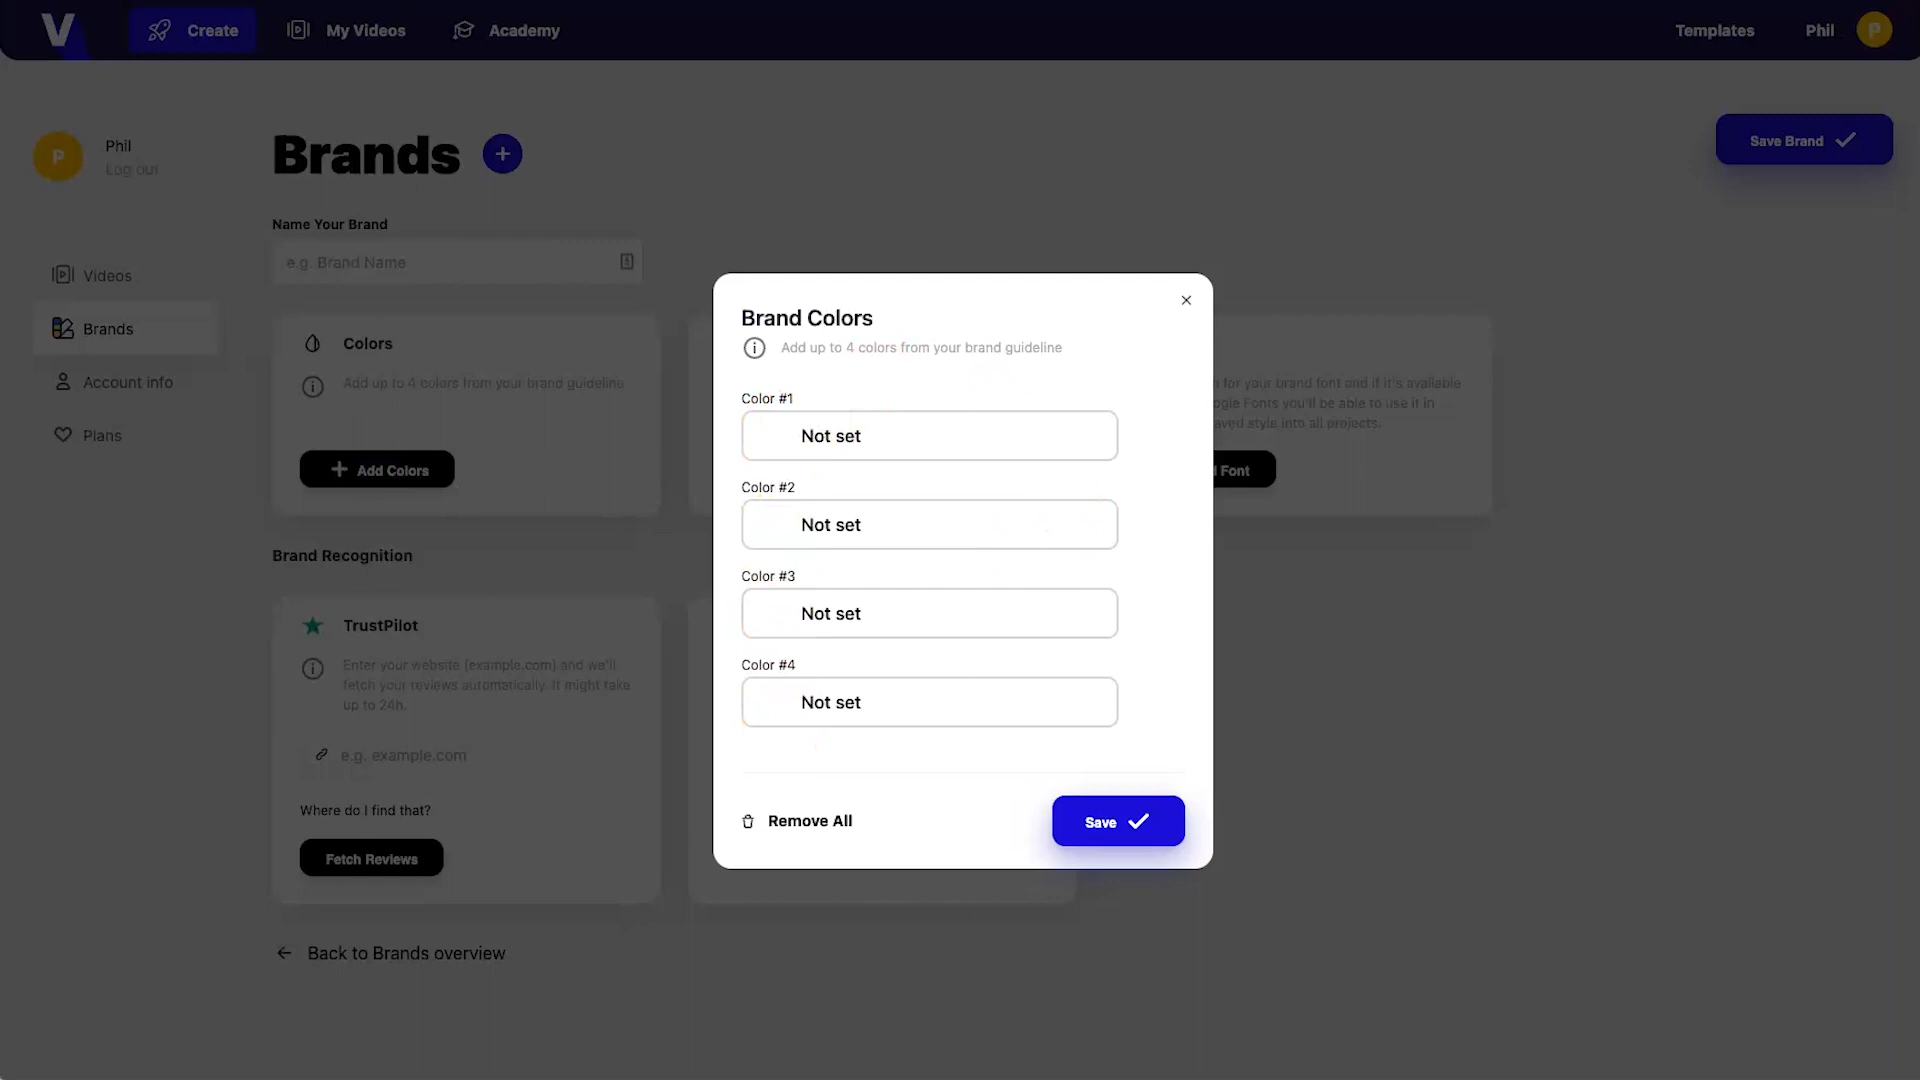 V
Create
My Videos
Academy
Templates
Phil
P
P
Phil
Log out
Brands
+
Save Brand
Name Your Brand
e.g. Brand Name
Videos
Brands
Account info
Plans
Colors
Add up to 4 colors from your brand guideline
Add Colors
for your brand font and if it's available
Fonts you'll be able to use it in
style into all projects.
Font
Brand Recognition
TrustPilot
Enter your website (example.com) and we'll
fetch your reviews automatically. It might take
up to 24h.
e.g. example.com
Where do I find that?
Fetch Reviews
Back to Brands overview
Brand Colors
Add up to 4 colors from your brand guideline
Color #1
Not set
Color #2
Not set
Color #3
Not set
Color #4
Not set
Remove All
Save